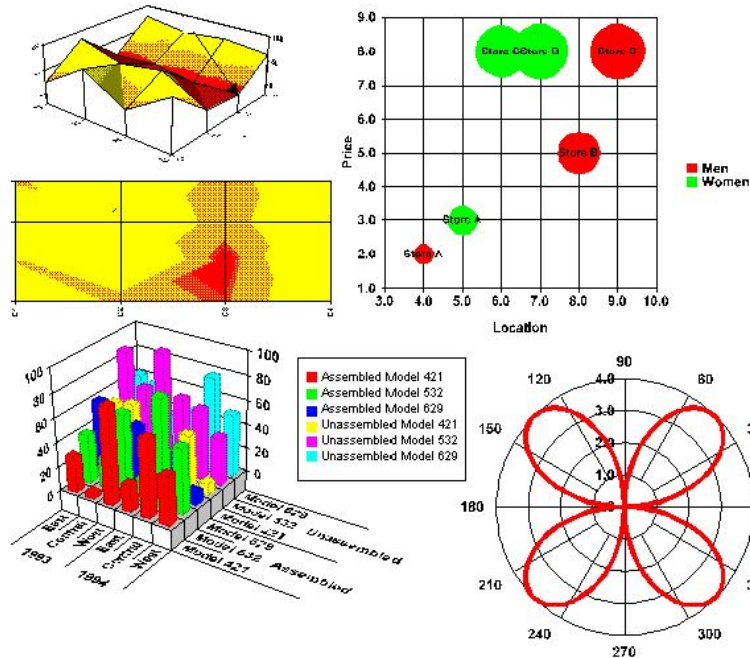 9.0
8.0
7.0
6.0
5.0
4.0
3.0
2.0
1.0
Price
Store C
Store D
Store C
Store B
Store A
Store A
3.0 4.0 5.0 6.0 7.0 8.0 9.0 10.0
Location
Men
Women
100
80
60
40
20
0
100
80
60
40
20
0
East
Central
West
East
Central
West
1993
1994
Model 629
Model 532
Model 421
Unassembled
Model 629
Model 532
Model 421
Assembled
Assembled Model 421
Assembled Model 532
Assembled Model 629
Unassembled Model 421
Unassembled Model 532
Unassembled Model 629
90
120
60
150
180
210
240
270
300
4.0
3.0
2.0
1.0